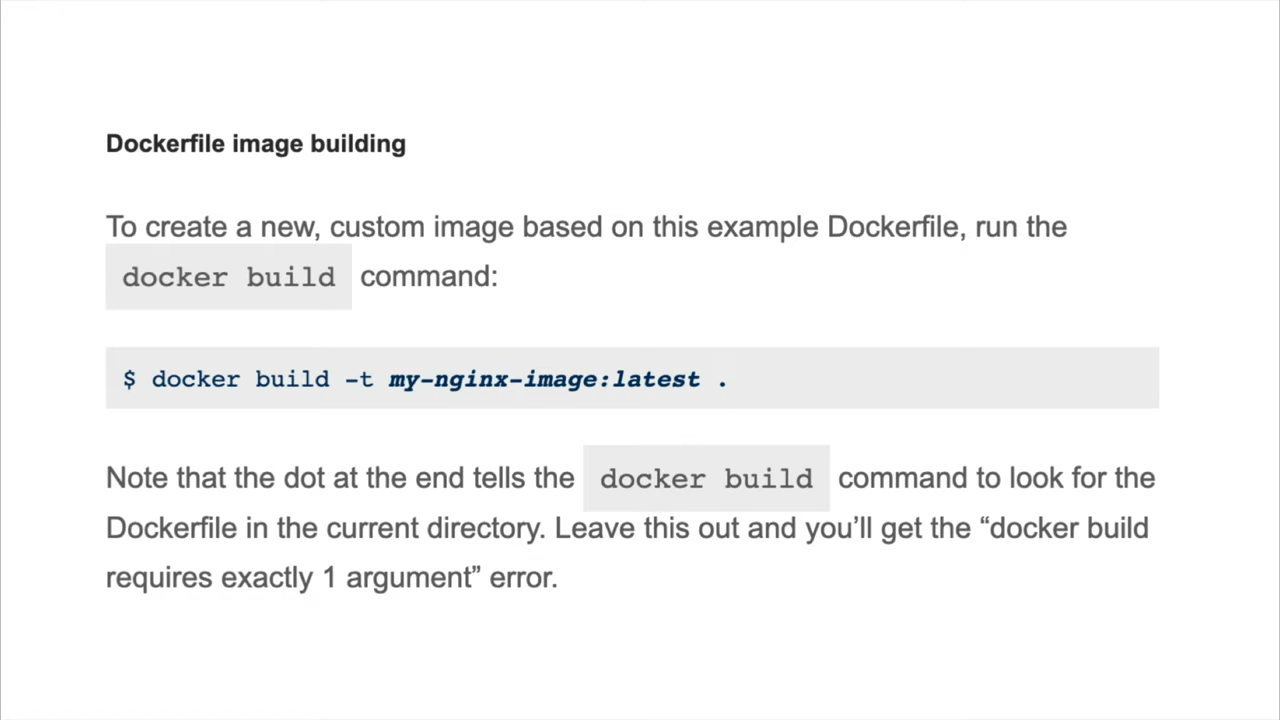 Dockerfile image building
To create a new, custom image based on this example Dockerfile, run the
docker build command:
$ docker build -t my-nginx-image:latest .
Note that the dot at the end tells the docker build command to look for the
Dockerfile in the current directory. Leave this out and you’ll get the “docker build
requires exactly 1 argument” error.